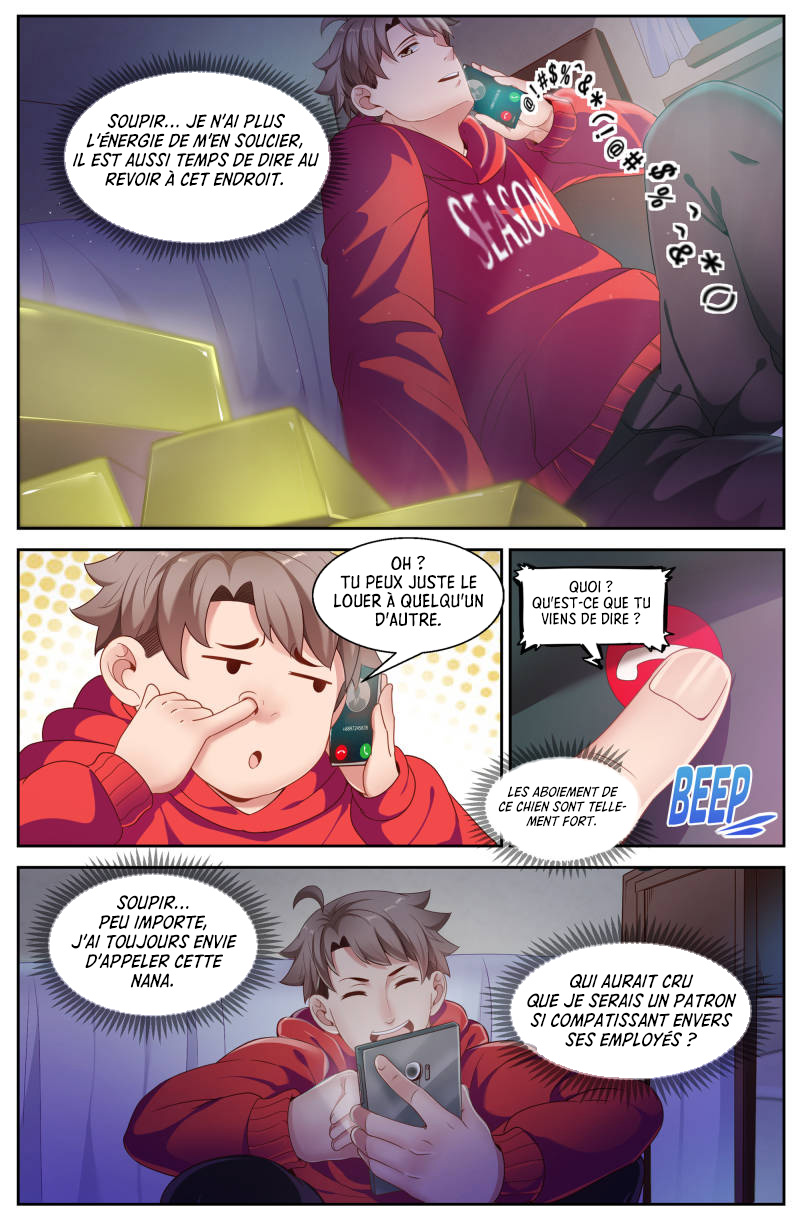 SOUPIR... JE N'AI PLUS
L'ÉNERGIE DE M'EN SOUCIER,
IL EST AUSSI TEMPS DE DIRE AU
REVOIR À CET ENDROIT.
@!#$%^&*(!@#$%^&*()
SEASON
OH ?
TU PEUX JUSTE LE
LOUER À QUELQU'UN
D'AUTRE.
QUOI ?
QU'EST-CE QUE TU
VIENS DE DIRE ?
LES ABOIEMENT DE
CE CHIEN SONT TELLE-
MENT FORT.
BEEP
SOUPIR...
PEU IMPORTE,
J'AI TOUJOURS ENVIE
D'APPELER CETTE
NANA.
QUI AURAIT CRU
QUE JE SERAIS UN PATRON
SI COMPATISSANT ENVERS
SES EMPLOYÉS ?